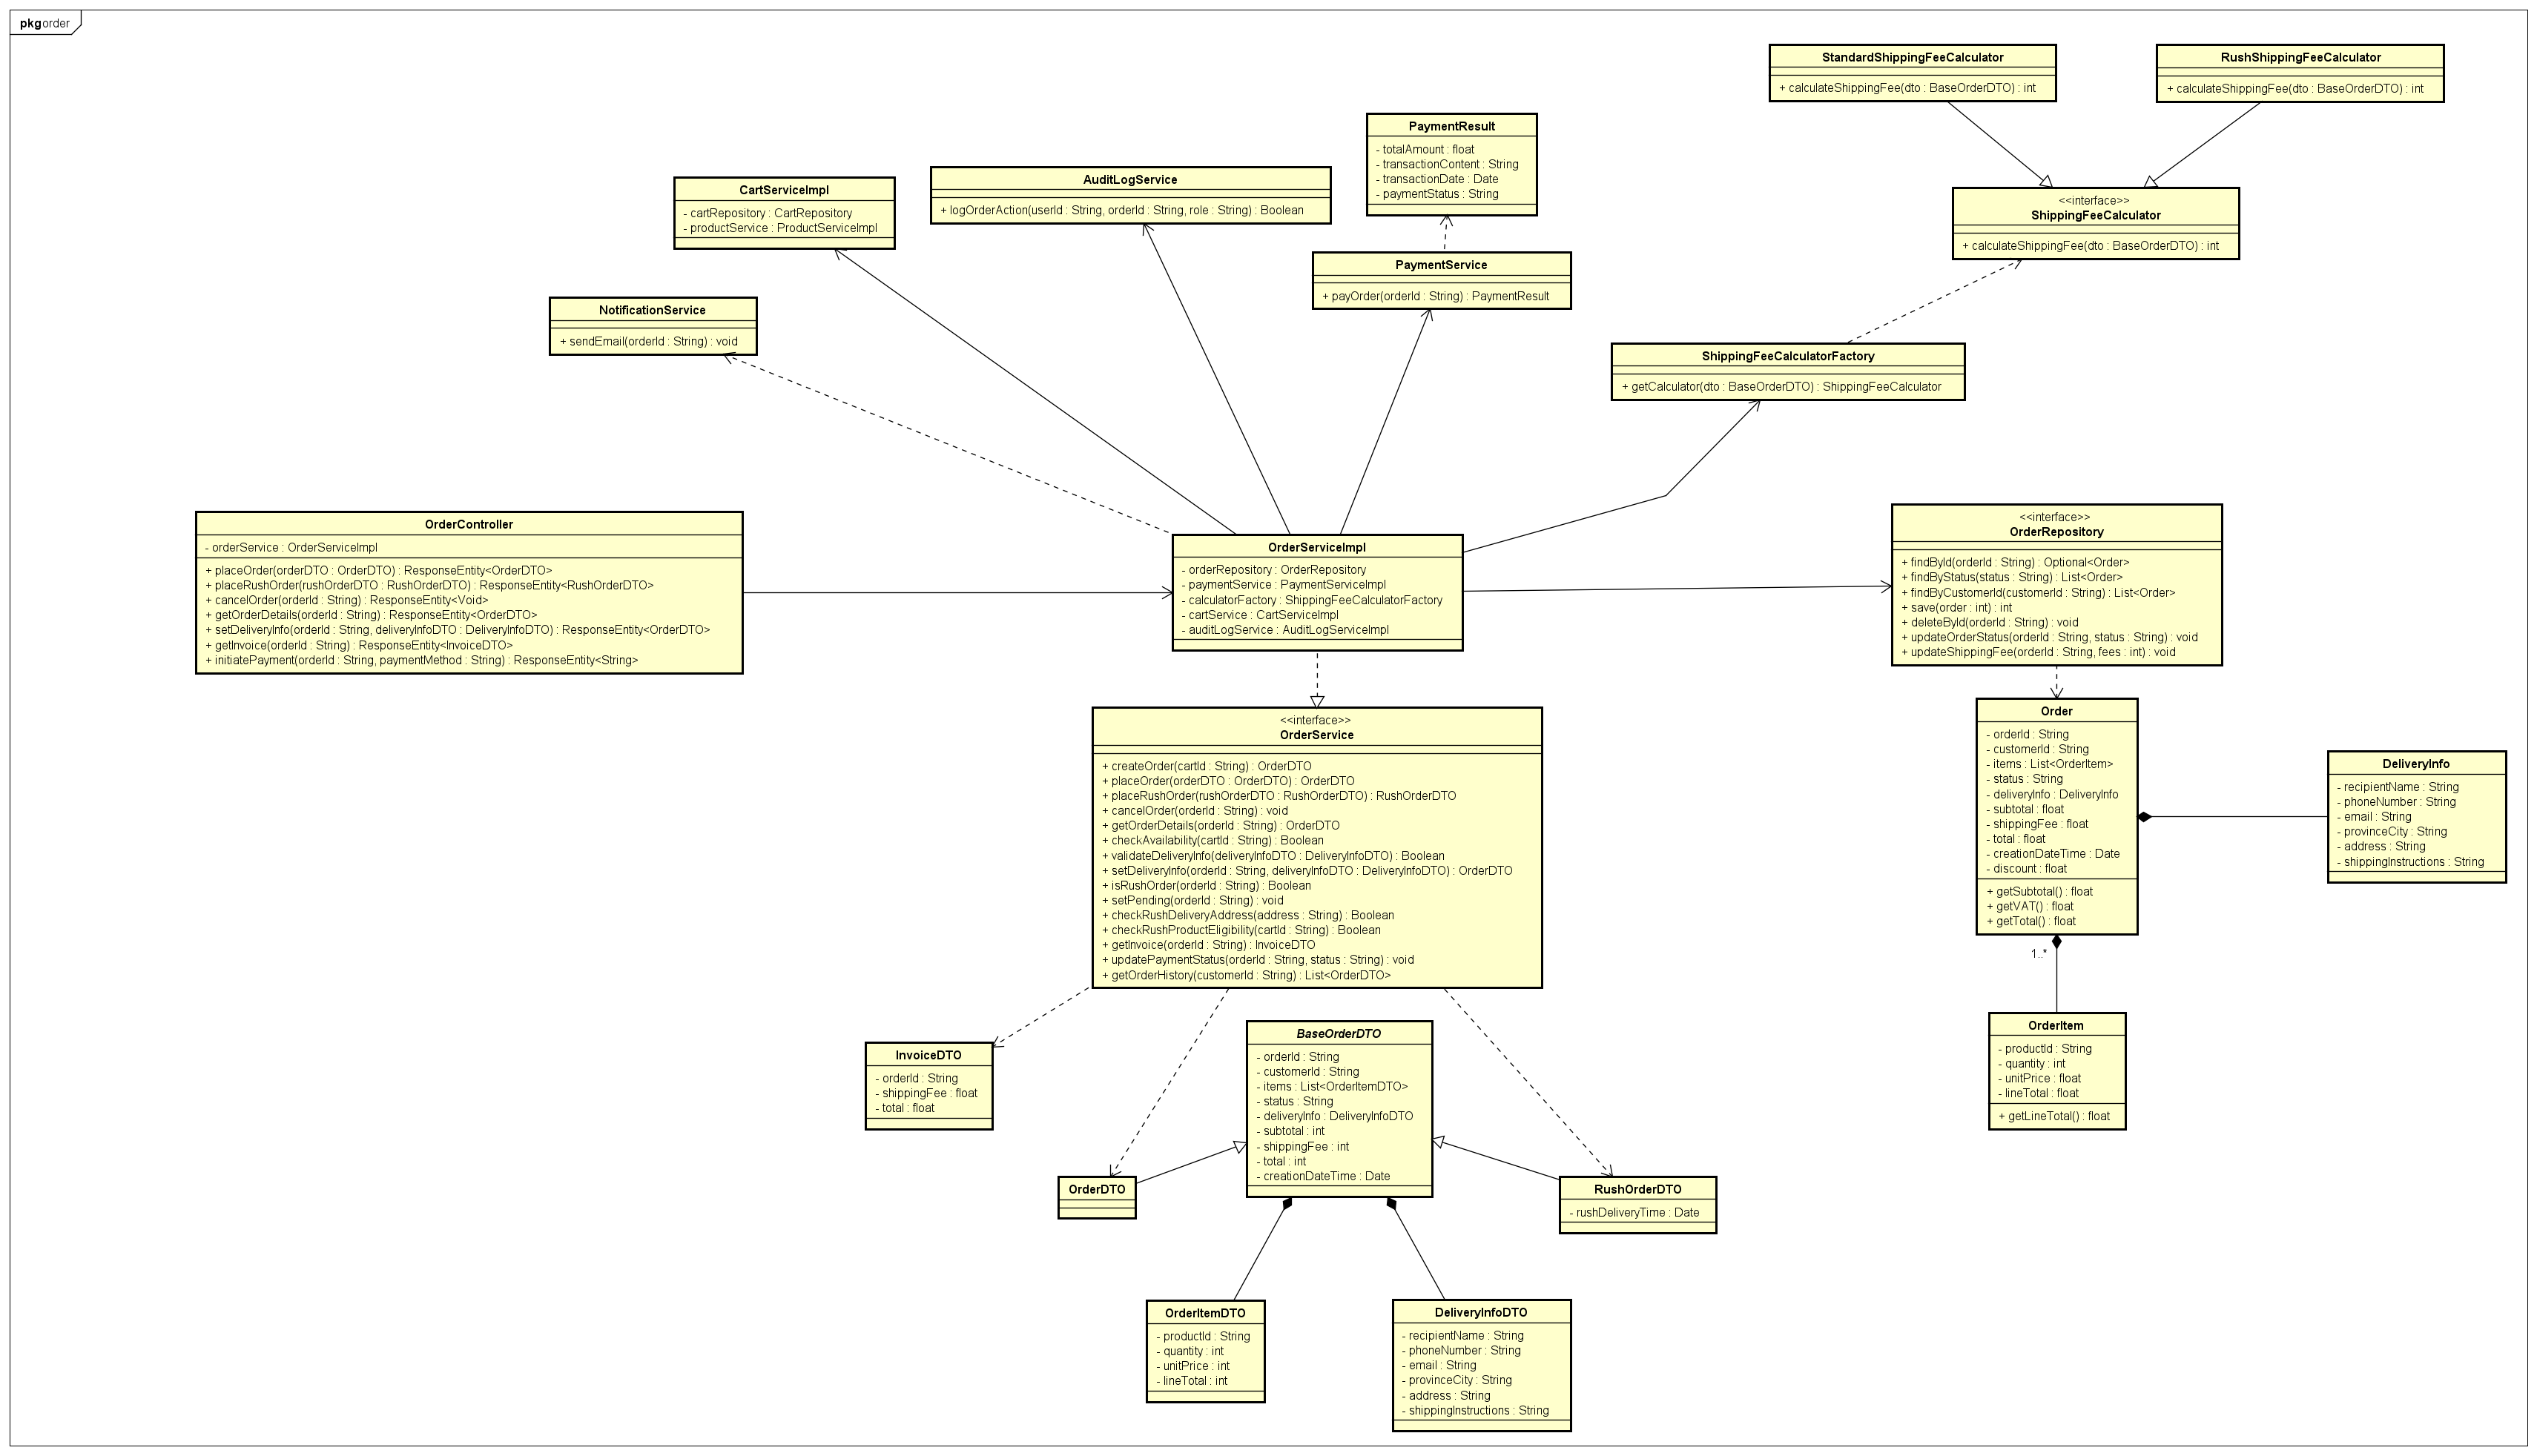 pkg order
StandardShippingFeeCalculator
+ calculateShippingFee(dto : BaseOrderDTO) : int
RushShippingFeeCalculator
+ calculateShippingFee(dto : BaseOrderDTO) : int
PaymentResult
- totalAmount : float
- transactionContent : String
- transactionDate : Date
- paymentStatus : String
AuditLogService
+ logOrderAction(userId : String, orderId : String, role : String) : Boolean
CartServiceImpl
- cartRepository : CartRepository
- productService : ProductServiceImpl
<<interface>>
ShippingFeeCalculator
+ calculateShippingFee(dto : BaseOrderDTO) : int
PaymentService
+ payOrder(orderId : String) : PaymentResult
NotificationService
+ sendEmail(orderId : String) : void
ShippingFeeCalculatorFactory
+ getCalculator(dto : BaseOrderDTO) : ShippingFeeCalculator
OrderController
- orderService : OrderServiceImpl
+ placeOrder(orderDTO : OrderDTO) : ResponseEntity<OrderDTO>
+ placeRushOrder(rushOrderDTO : RushOrderDTO) : ResponseEntity<RushOrderDTO>
+ cancelOrder(orderId : String) : ResponseEntity<Void>
+ getOrderDetails(orderId : String) : ResponseEntity<OrderDTO>
+ setDeliveryInfo(orderId : String, deliveryInfoDTO : DeliveryInfoDTO) : ResponseEntity<OrderDTO>
+ getInvoice(orderId : String) : ResponseEntity<InvoiceDTO>
+ initiatePayment(orderId : String, paymentMethod : String) : ResponseEntity<String>
OrderServiceImpl
- orderRepository : OrderRepository
- paymentService : PaymentServiceImpl
- calculatorFactory : ShippingFeeCalculatorFactory
- cartService : CartServiceImpl
- auditLogService : AuditLogServiceImpl
<<interface>>
OrderRepository
+ findById(orderId : String) : Optional<Order>
+ findByStatus(status : String) : List<Order>
+ findByCustomerId(customerId : String) : List<Order>
+ save(order : int) : int
+ deleteById(orderId : String) : void
+ updateOrderStatus(orderId : String, status : String) : void
+ updateShippingFee(orderId : String, fees : int) : void
<<interface>>
OrderService
+ createOrder(cartId : String) : OrderDTO
+ placeOrder(orderDTO : OrderDTO) : OrderDTO
+ placeRushOrder(rushOrderDTO : RushOrderDTO) : RushOrderDTO
+ cancelOrder(orderId : String) : void
+ getOrderDetails(orderId : String) : OrderDTO
+ checkAvailability(cartId : String) : Boolean
+ validateDeliveryInfo(deliveryInfoDTO : DeliveryInfoDTO) : Boolean
+ setDeliveryInfo(orderId : String, deliveryInfoDTO : DeliveryInfoDTO) : OrderDTO
+ isRushOrder(orderId : String) : Boolean
+ setPending(orderId : String) : void
+ checkRushDeliveryAddress(address : String) : Boolean
+ checkRushProductEligibility(cartId : String) : Boolean
+ getInvoice(orderId : String) : InvoiceDTO
+ updatePaymentStatus(orderId : String, status : String) : void
+ getOrderHistory(customerId : String) : List<OrderDTO>
Order
- orderId : String
- customerId : String
- items : List<OrderItem>
- status : String
- deliveryInfo : DeliveryInfo
- subtotal : float
- shippingFee : float
- total : float
- creationDateTime : Date
- discount : float
+ getSubtotal() : float
+ getVAT() : float
+ getTotal() : float
DeliveryInfo
- recipientName : String
- phoneNumber : String
- email : String
- provinceCity : String
- address : String
- shippingInstructions : String
1..*
OrderItem
- productId : String
- quantity : int
- unitPrice : float
- lineTotal : float
+ getLineTotal() : float
InvoiceDTO
- orderId : String
- shippingFee : float
- total : float
BaseOrderDTO
- orderId : String
- customerId : String
- items : List<OrderItemDTO>
- status : String
- deliveryInfo : DeliveryInfoDTO
- subtotal : int
- shippingFee : int
- total : int
- creationDateTime : Date
OrderDTO
RushOrderDTO
- rushDeliveryTime : Date
OrderItemDTO
- productId : String
- quantity : int
- unitPrice : int
- lineTotal : int
DeliveryInfoDTO
- recipientName : String
- phoneNumber : String
- email : String
- provinceCity : String
- address : String
- shippingInstructions : String